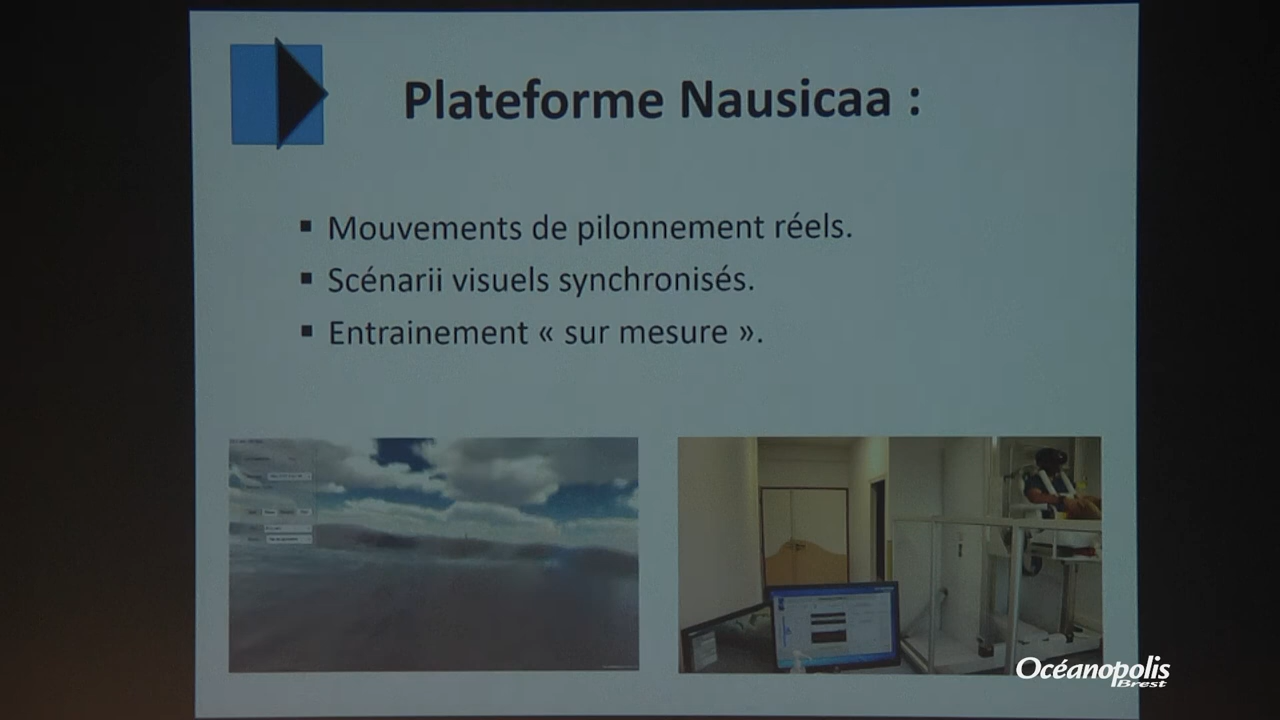 Plateforme Nausicaa :
▪ Mouvements de pilonnement réels.
▪ Scénarii visuels synchronisés.
▪ Entrainement « sur mesure ».
Océanopolis
Brest